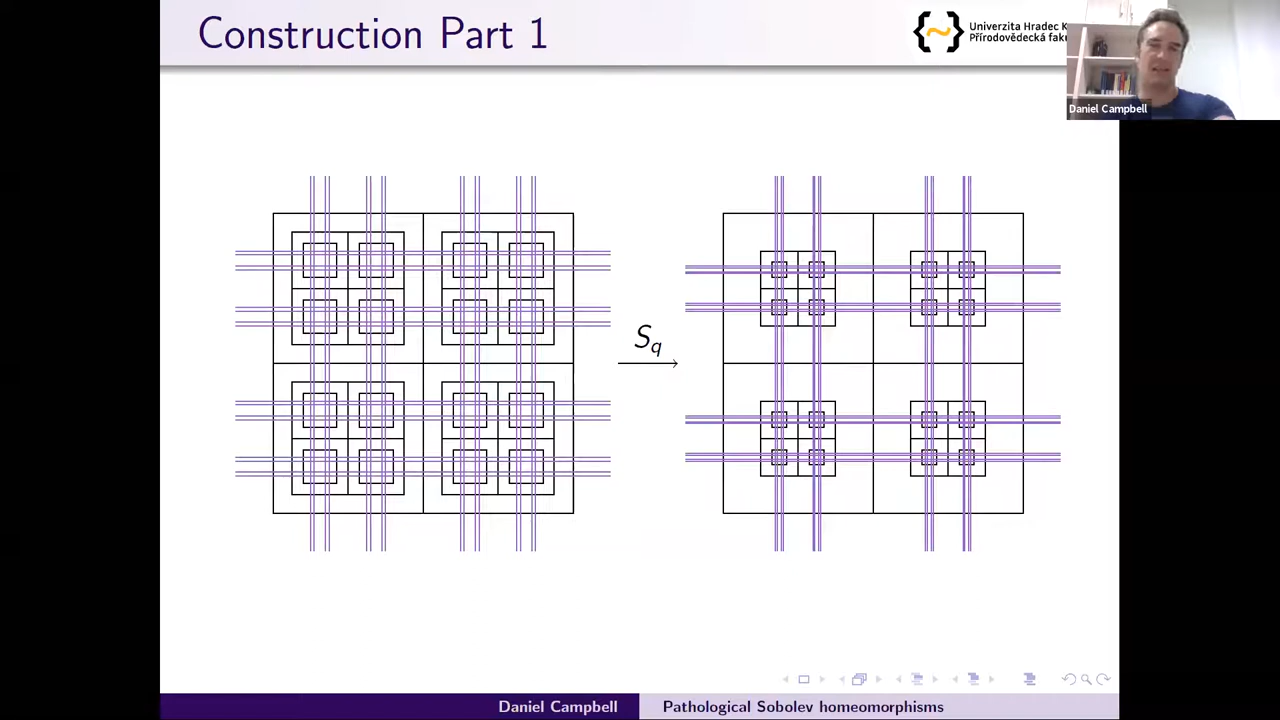 Construction Part 1
Univerzita Hradec K
Přírodovědecká fak
Daniel Campbell
S_q
Daniel Campbell
Pathological Sobolev homeomorphisms